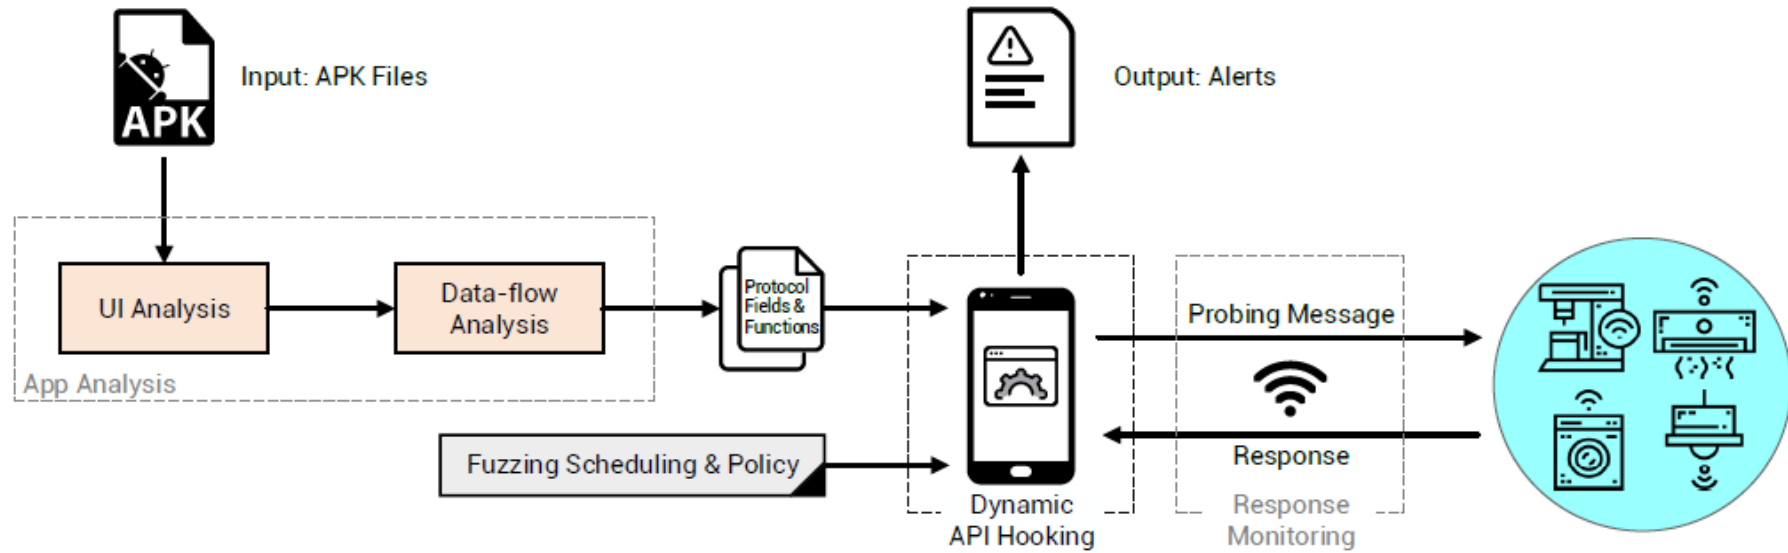 APK
Input: APK Files
Output: Alerts
UI Analysis
Data-flow
Analysis
App Analysis
Protocol
Fields &
Functions
Fuzzing Scheduling & Policy
Dynamic
API Hooking
Probing Message
Response
Response
Monitoring